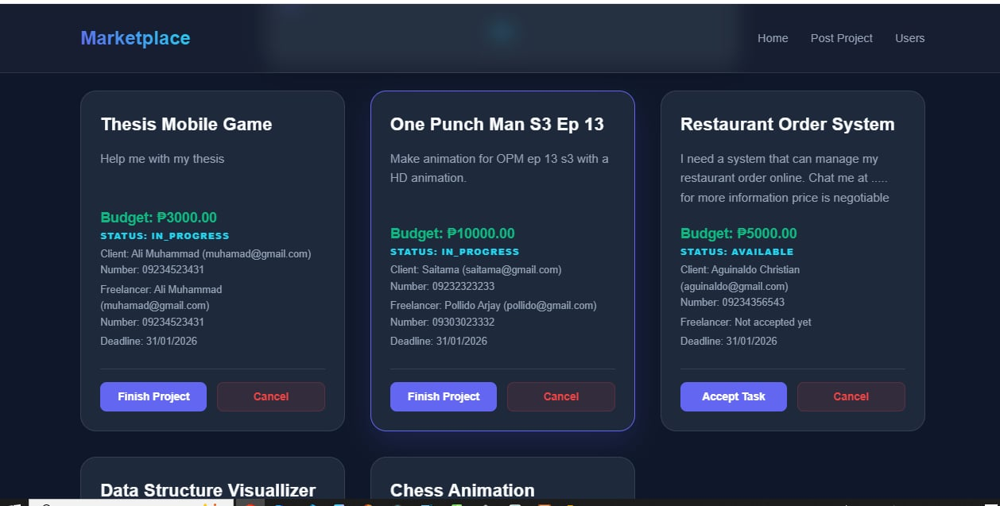 Marketplace
Home
Post Project
Users
Thesis Mobile Game
Help me with my thesis
Budget: ₱3000.00
STATUS: IN_PROGRESS
Client: Ali Muhammad (muhamad@gmail.com)
Number: 09234523431
Freelancer: Ali Muhammad
(muhamad@gmail.com)
Number: 09234523431
Deadline: 31/01/2026
Finish Project
Cancel
One Punch Man S3 Ep 13
Make animation for OPM ep 13 s3 with a
HD animation.
Budget: ₱10000.00
STATUS: IN_PROGRESS
Client: Saitama (saitama@gmail.com)
Number: 09232323233
Freelancer: Pollido Arjay (pollido@gmail.com)
Number: 09303023332
Deadline: 31/01/2026
Finish Project
Cancel
Restaurant Order System
I need a system that can manage my
restaurant order online. Chat me at .....
for more information price is negotiable
Budget: ₱5000.00
STATUS: AVAILABLE
Client: Aguinaldo Christian
(aguinaldo@gmail.com)
Number: 09234356543
Freelancer: Not accepted yet
Deadline: 31/01/2026
Accept Task
Cancel
Data Structure Visuallizer
Chess Animation